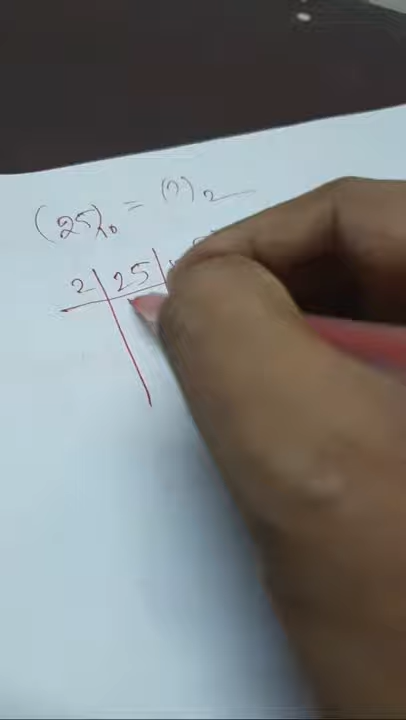 (25)10 = (?)2
2 | 25 |